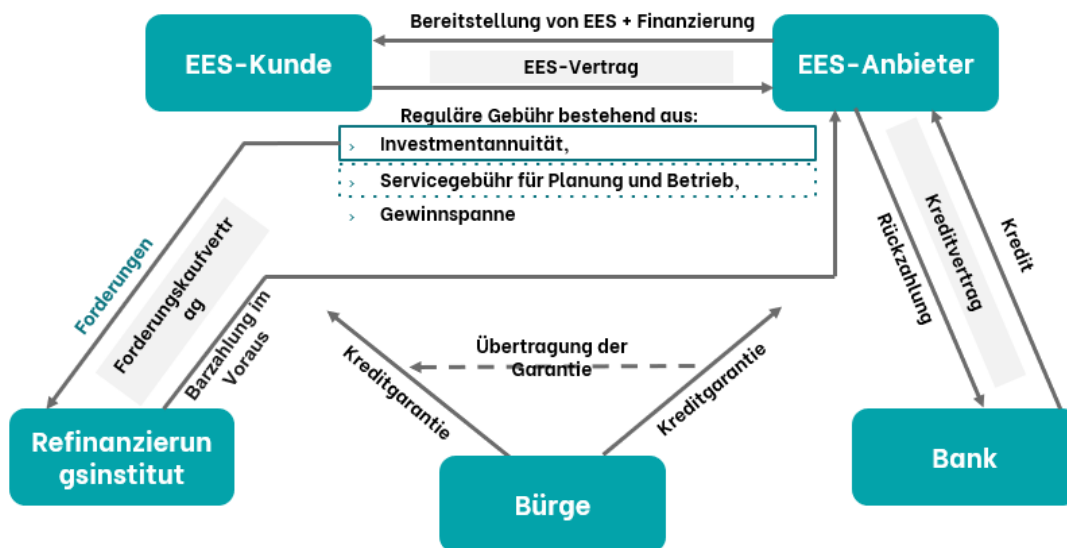 Bereitstellung von EES + Finanzierung
EES-Kunde
EES-Anbieter
EES-Vertrag
Reguläre Gebühr bestehend aus:
› Investmentannuität,
› Servicegebühr für Planung und Betrieb,
› Gewinnspanne
Forderungen
Forderungskaufvertr
ag
Barzahlung im
Voraus
Rückzahlung
Kreditvertrag
Kredit
Übertragung der
Garantie
Kreditgarantie
Kreditgarantie
Refinanzierun
gsinstitut
Bürge
Bank